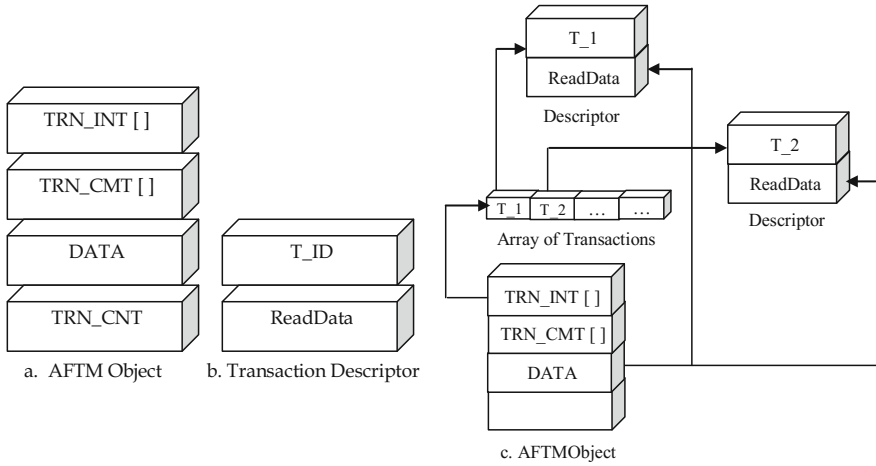 TRN_INT [ ]
TRN_CMT [ ]
DATA
TRN_CNT
a. AFTM Object
T_ID
ReadData
b. Transaction Descriptor
T_1
ReadData
Descriptor
T_2
ReadData
Descriptor
T_1 T_2 ... ...
Array of Transactions
TRN_INT [ ]
TRN_CMT [ ]
DATA
c. AFTMObject